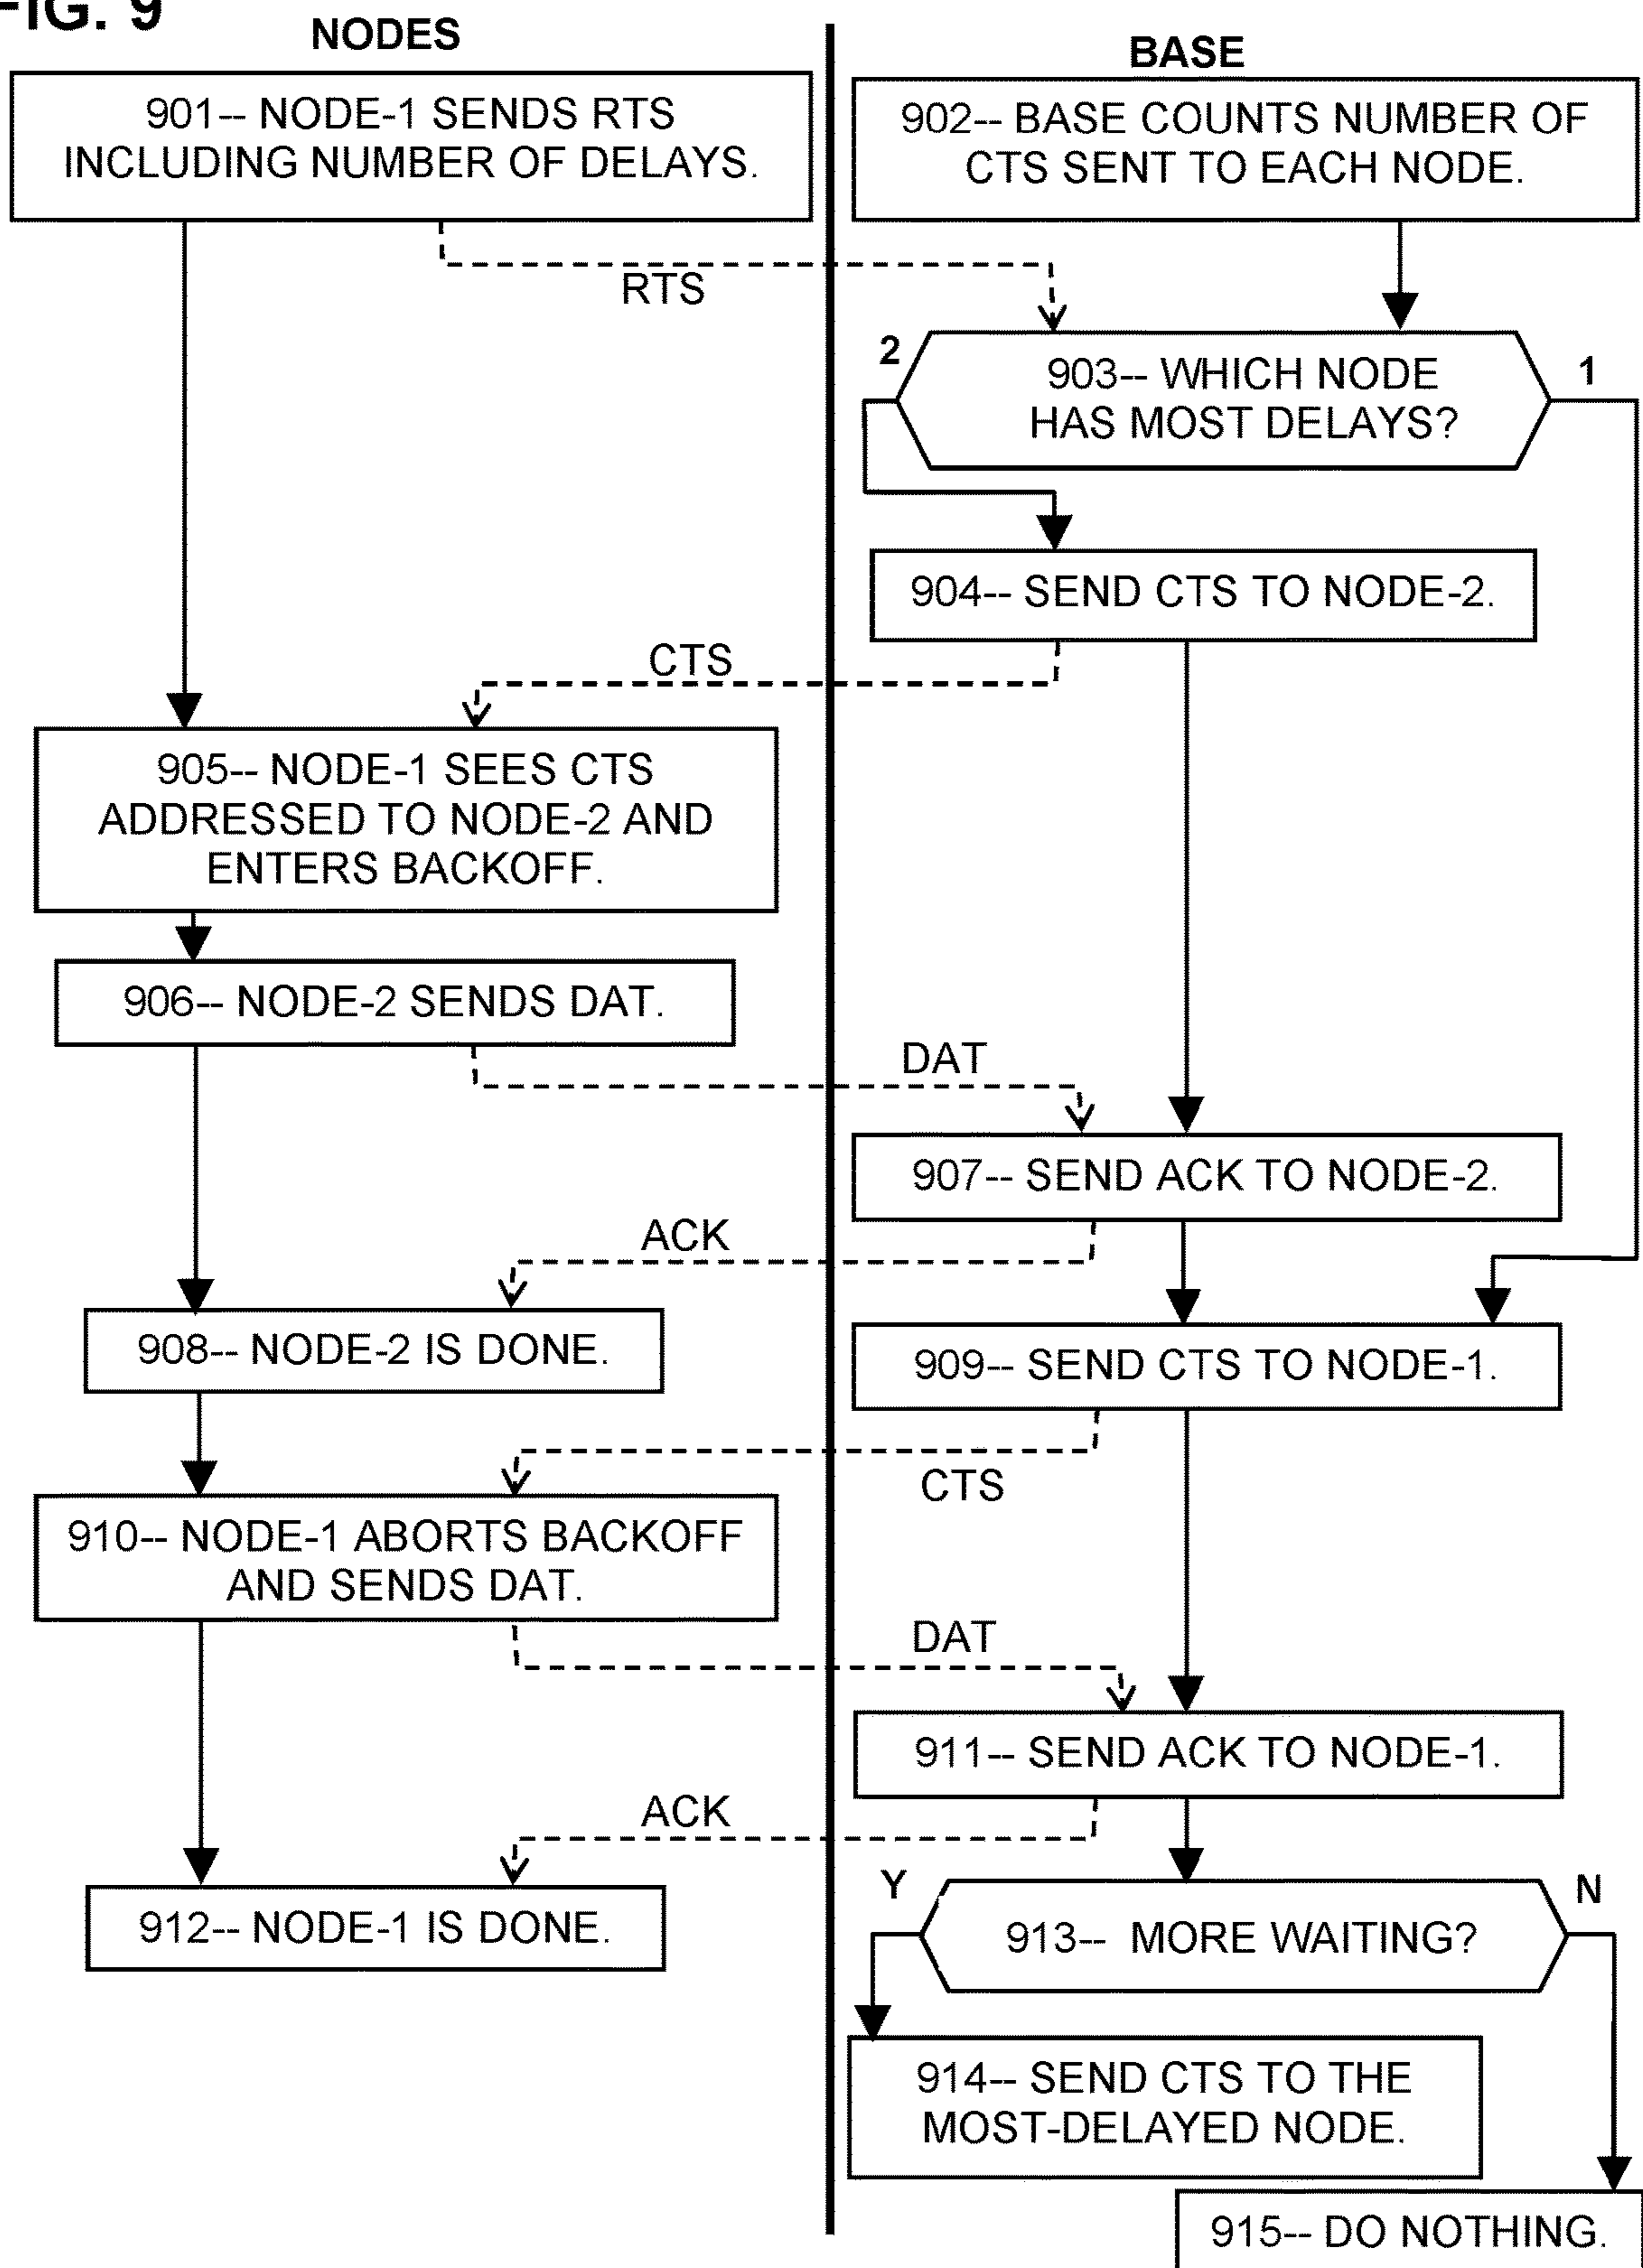 FIG. 9
NODES
BASE
901-- NODE-1 SENDS RTS
INCLUDING NUMBER OF DELAYS.
902-- BASE COUNTS NUMBER OF
CTS SENT TO EACH NODE.
RTS
2
903-- WHICH NODE
HAS MOST DELAYS?
1
904-- SEND CTS TO NODE-2.
CTS
905-- NODE-1 SEES CTS
ADDRESSED TO NODE-2 AND
ENTERS BACKOFF.
906-- NODE-2 SENDS DAT.
DAT
907-- SEND ACK TO NODE-2.
ACK
908-- NODE-2 IS DONE.
909-- SEND CTS TO NODE-1.
CTS
910-- NODE-1 ABORTS BACKOFF
AND SENDS DAT.
DAT
911-- SEND ACK TO NODE-1.
ACK
912-- NODE-1 IS DONE.
Y
913-- MORE WAITING?
N
914-- SEND CTS TO THE
MOST-DELAYED NODE.
915-- DO NOTHING.